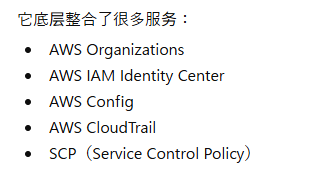 它底层整合了很多服务：
• AWS Organizations
• AWS IAM Identity Center
• AWS Config
• AWS CloudTrail
• SCP（Service Control Policy）